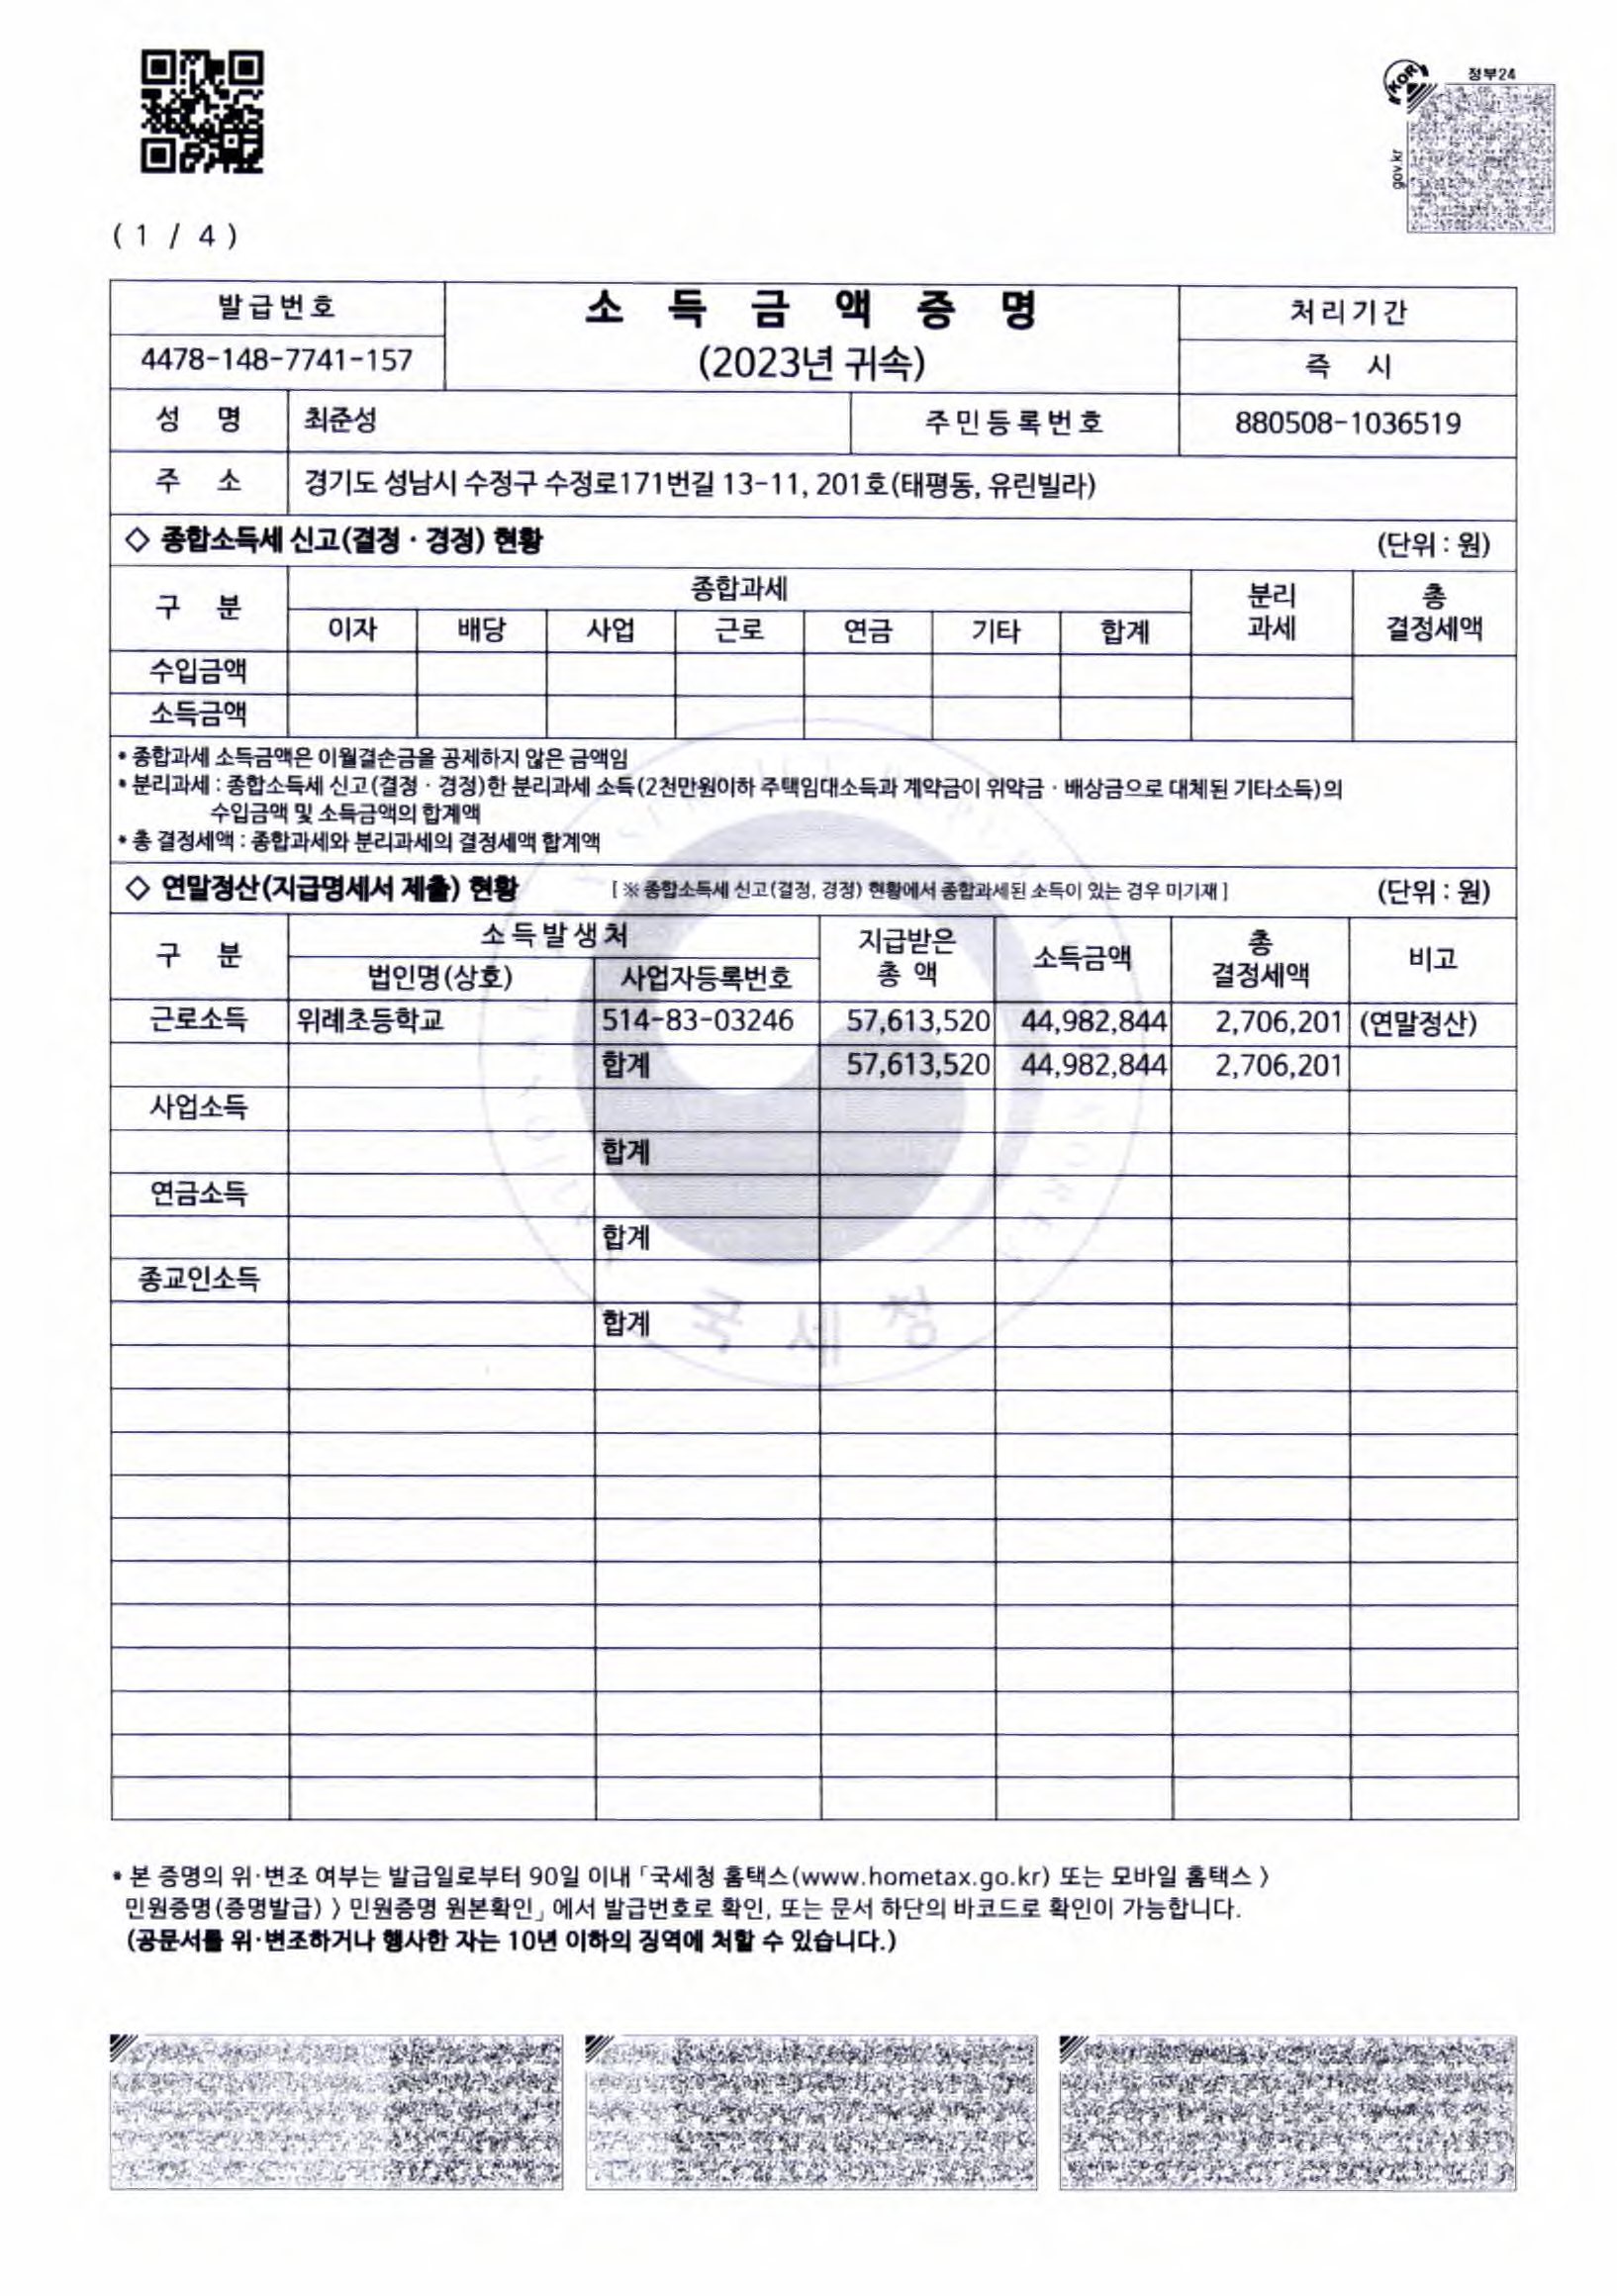 정부24
KOR
gov.kr
( 1 / 4 )
발급번호
소 득 금 액 증 명
처리기간
4478-148-7741-157
(2023년 귀속)
즉 시
성 명 최준성 주민등록번호 880508-1036519
주 소 경기도 성남시 수정구 수정로171번길 13-11, 201호(태평동, 유린빌라)
◇ 종합소득세 신고(결정ㆍ경정) 현황 (단위 : 원)
구 분 종합과세 분리과세 총 결정세액
이자 배당 사업 근로 연금 기타 합계
수입금액
소득금액
* 종합과세 소득금액은 이월결손금을 공제하지 않은 금액임
* 분리과세 : 종합소득세 신고(결정ㆍ경정)한 분리과세 소득(2천만원이하 주택임대소득과 계약금이 위약금ㆍ배상금으로 대체된 기타소득)의
수입금액 및 소득금액의 합계액
* 총 결정세액 : 종합과세와 분리과세의 결정세액 합계액
◇ 연말정산(지급명세서 제출) 현황 [ ※ 종합소득세 신고(결정, 경정) 현황에서 종합과세된 소득이 있는 경우 미기재 ] (단위 : 원)
구 분 소득발생처 지급받은 총 액 소득금액 총 결정세액 비고
법인명(상호) 사업자등록번호
근로소득 위례초등학교 514-83-03246 57,613,520 44,982,844 2,706,201 (연말정산)
합계 57,613,520 44,982,844 2,706,201
사업소득
합계
연금소득
합계
종교인소득
합계
국세청
* 본 증명의 위·변조 여부는 발급일로부터 90일 이내「국세청 홈택스(www.hometax.go.kr) 또는 모바일 홈택스 〉
민원증명(증명발급) 〉 민원증명 원본확인」에서 발급번호로 확인, 또는 문서 하단의 바코드로 확인이 가능합니다.
(공문서를 위·변조하거나 행사한 자는 10년 이하의 징역에 처할 수 있습니다.)